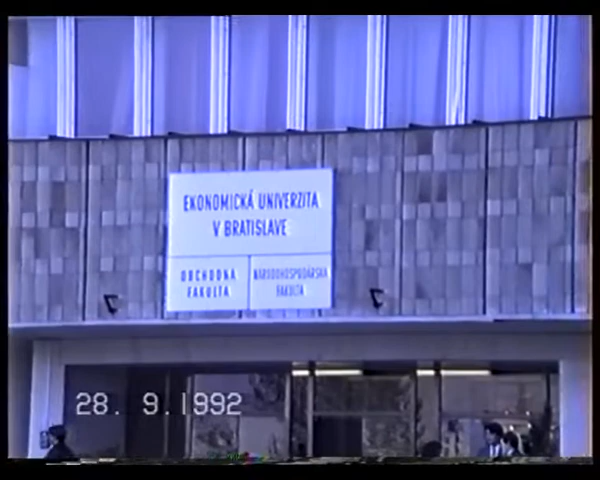 EKONOMICKÁ UNIVERZITA
V BRATISLAVE
OBCHODNÁ
FAKULTA
NÁRODOHOSPODÁRSKA
FAKULTA
28. 9.1992